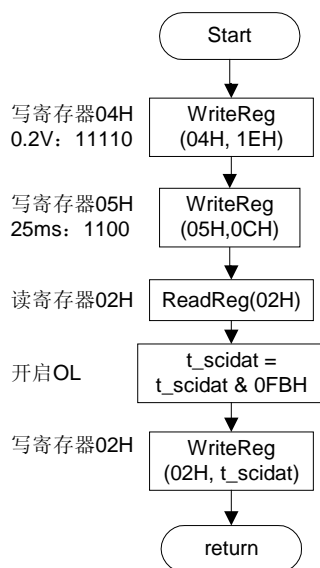 Start
写寄存器04H
0.2V：11110
WriteReg
(04H, 1EH)
写寄存器05H
25ms：1100
WriteReg
(05H,0CH)
读寄存器02H
ReadReg(02H)
开启OL
t_scidat =
t_scidat & 0FBH
写寄存器02H
WriteReg
(02H, t_scidat)
return